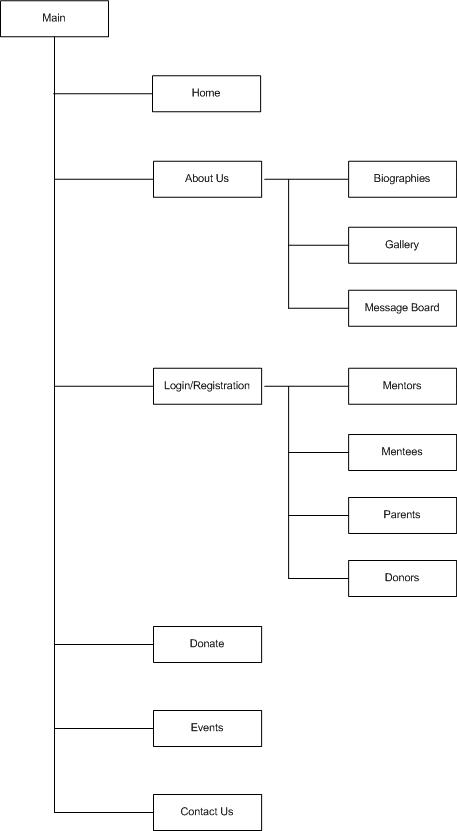 Main
Home
About Us
Biographies
Gallery
Message Board
Login/Registration
Mentors
Mentees
Parents
Donors
Donate
Events
Contact Us